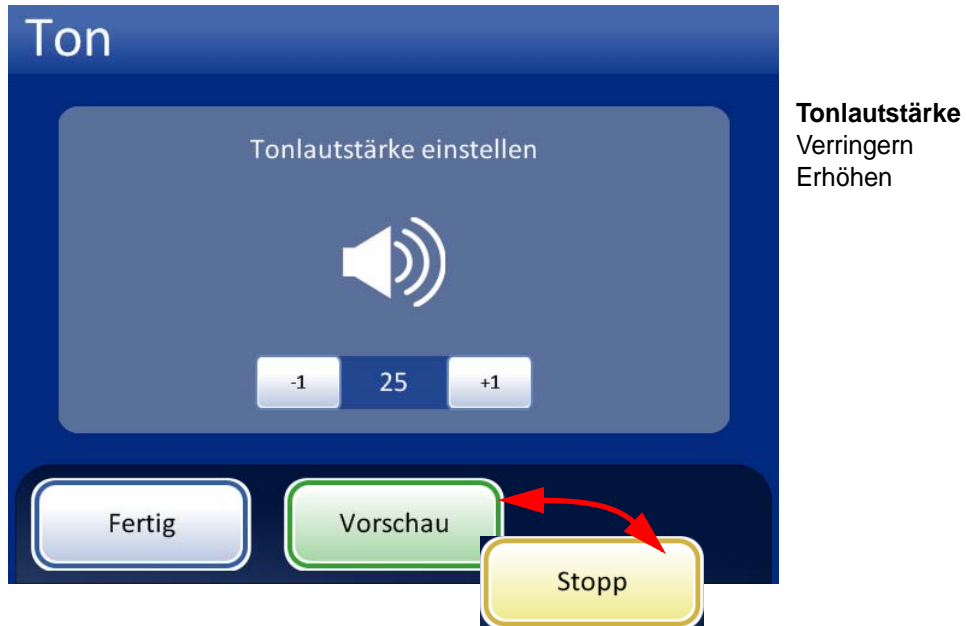 Ton
Tonlautstärke einstellen
-1 25 +1
Fertig Vorschau
Stopp
Tonlautstärke
Verringern
Erhöhen